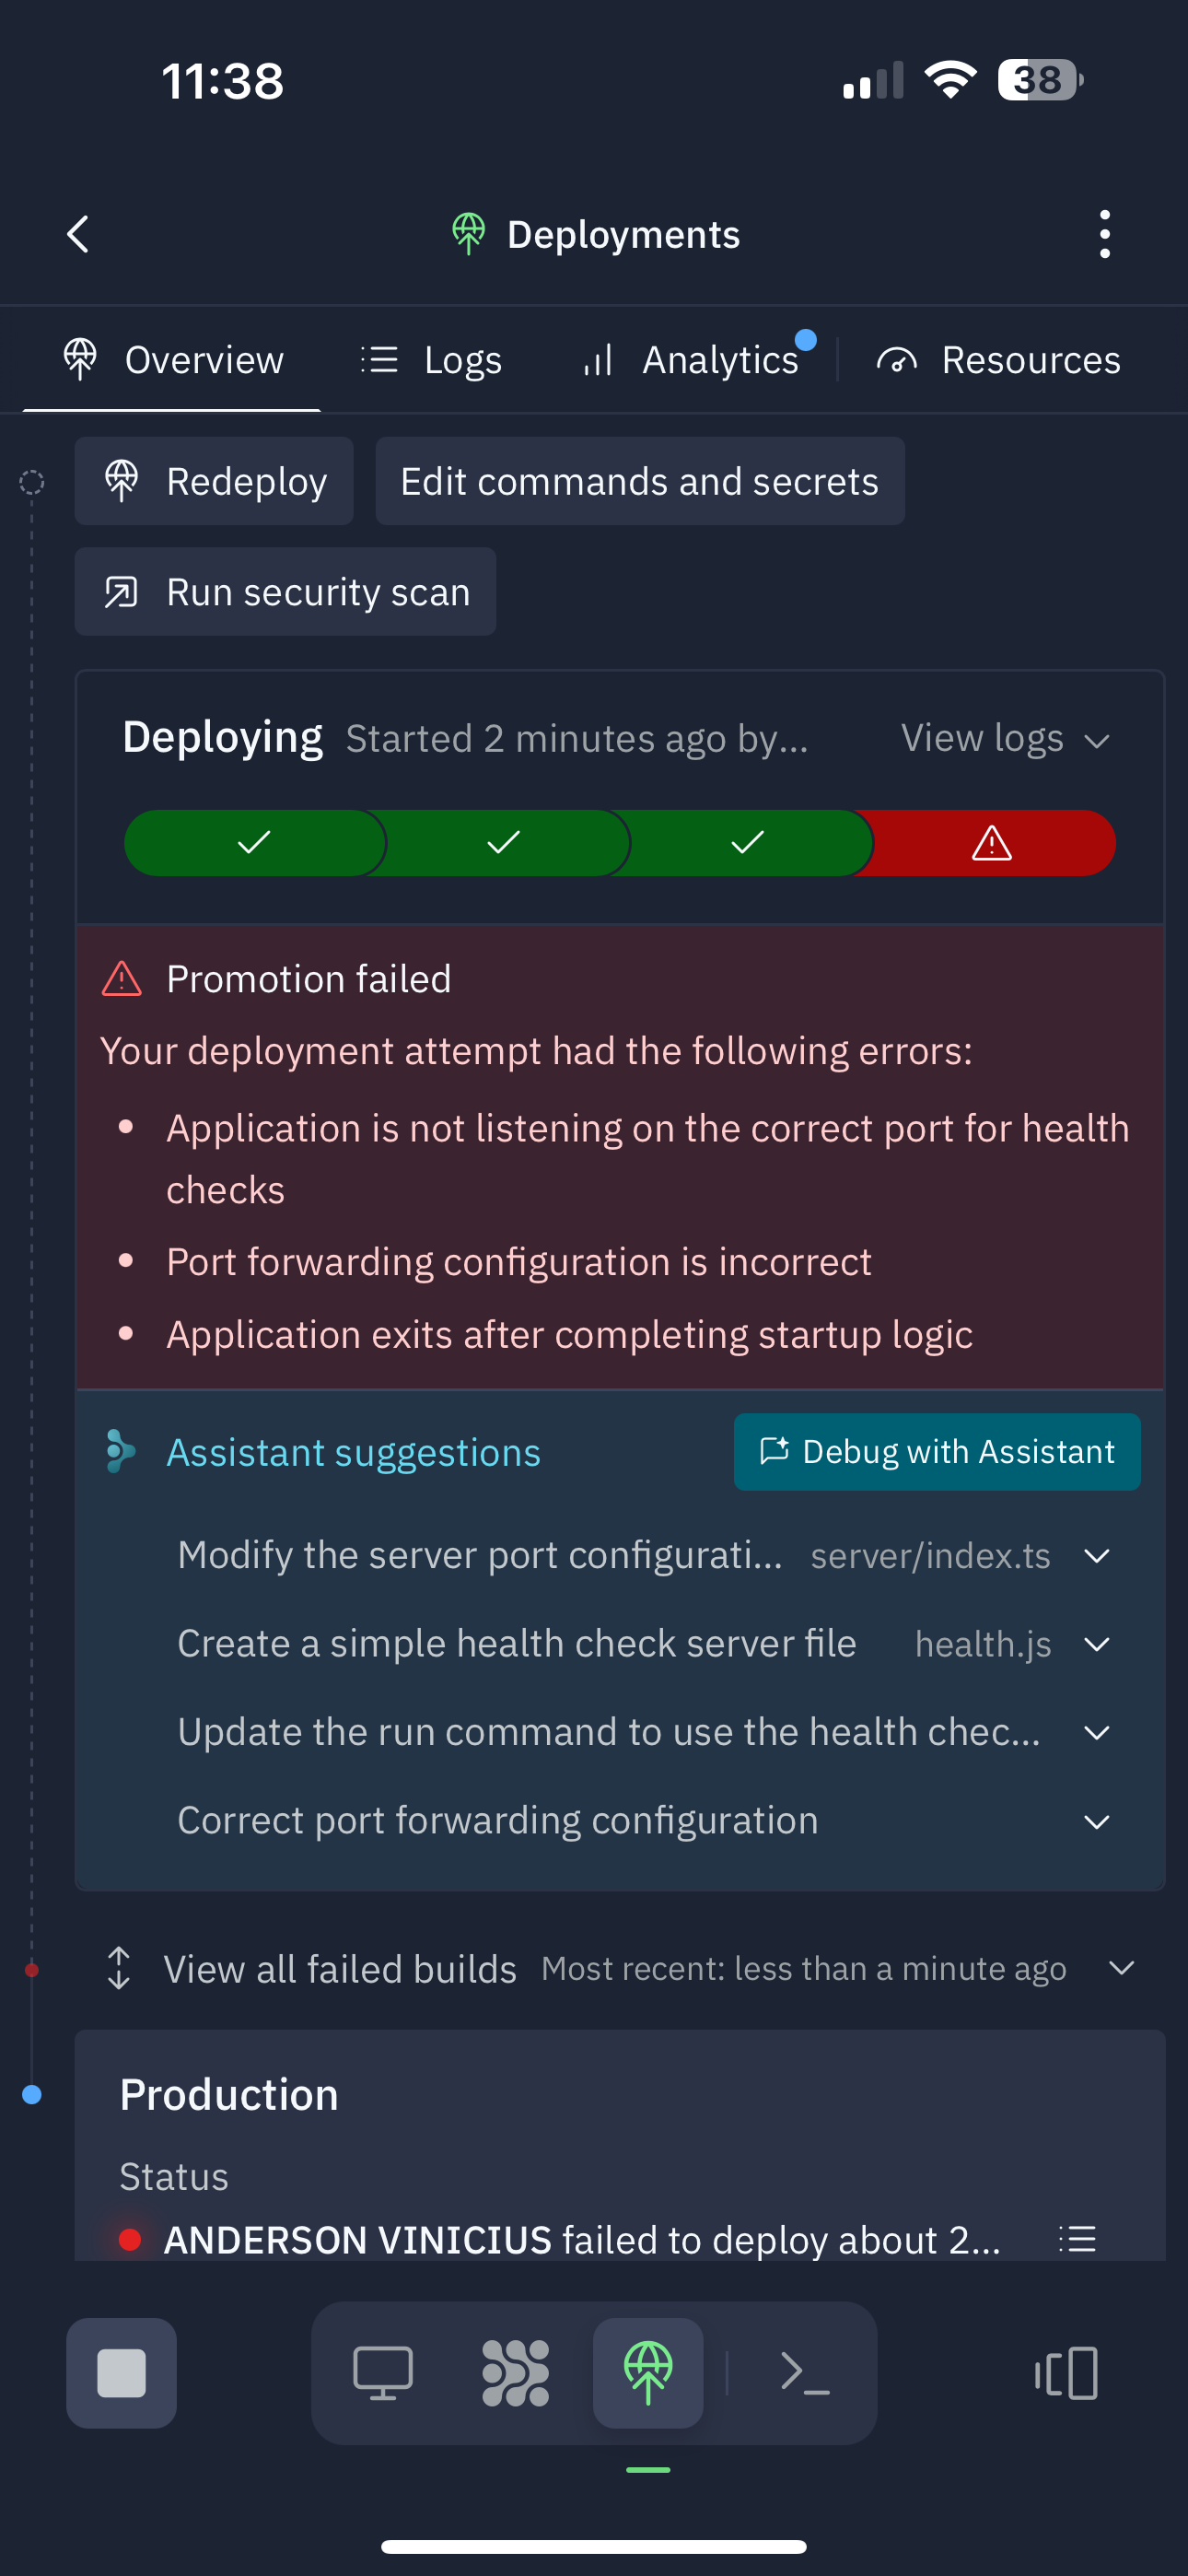 11:38
38
Deployments
Overview
Logs
Analytics
Resources
Redeploy
Edit commands and secrets
Run security scan
Deploying Started 2 minutes ago by...
View logs
Promotion failed
Your deployment attempt had the following errors:
• Application is not listening on the correct port for health
checks
• Port forwarding configuration is incorrect
• Application exits after completing startup logic
Assistant suggestions
Debug with Assistant
Modify the server port configurati... server/index.ts
Create a simple health check server file health.js
Update the run command to use the health chec...
Correct port forwarding configuration
View all failed builds Most recent: less than a minute ago
Production
Status
ANDERSON VINICIUS failed to deploy about 2...